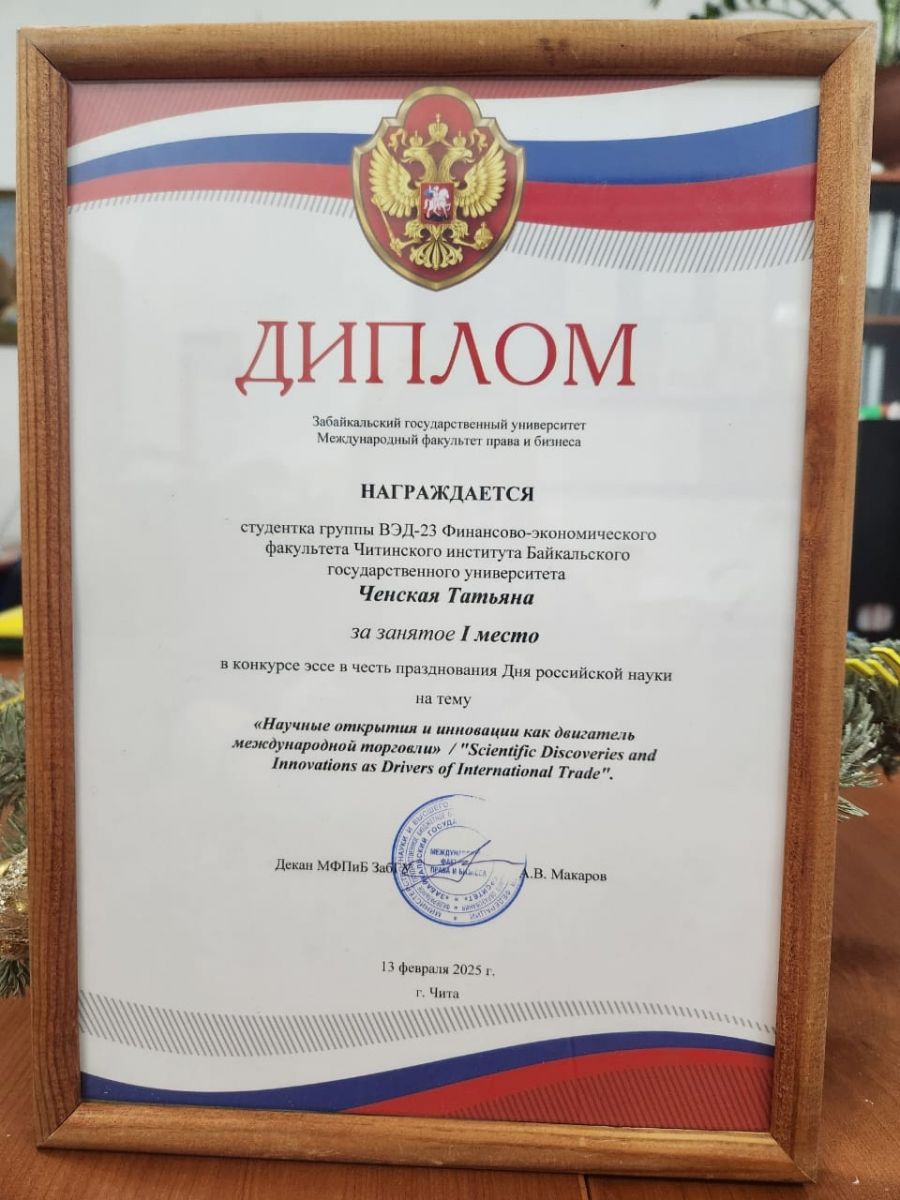 ДИПЛОМ
Забайкальский государственный университет
Международный факультет права и бизнеса
НАГРАЖДАЕТСЯ
студентка группы ВЭД-23 Финансово-экономического
факультета Читинского института Байкальского
государственного университета
Ченская Татьяна
за занятое I место
в конкурсе эссе в честь празднования Дня российской науки
на тему
«Научные открытия и инновации как двигатель
международной торговли» / "Scientific Discoveries and
Innovations as Drivers of International Trade".
Декан МФПиБ ЗабГУ А.В. Макаров
ПРАВА И БИЗНЕСА
13 февраля 2025 г.
г. Чита